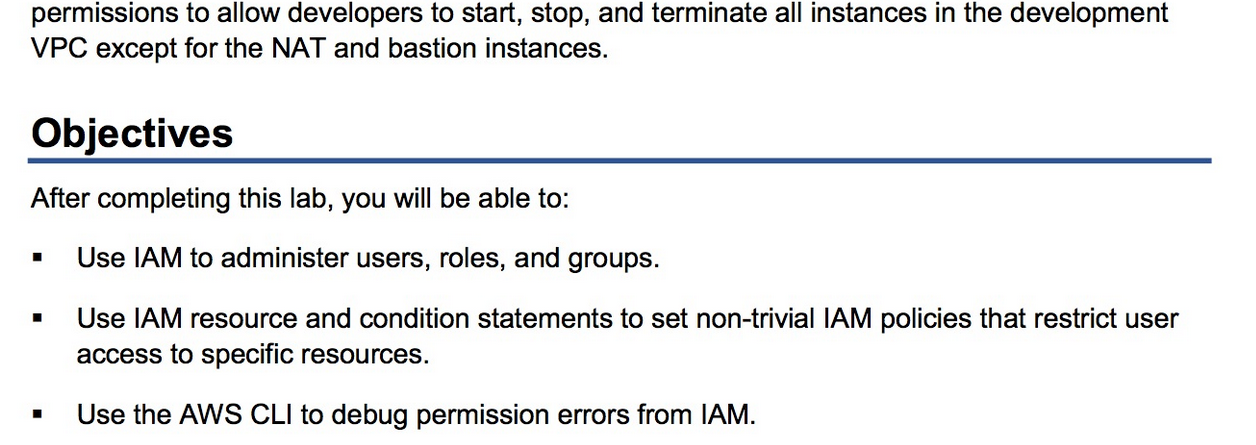 permissions to allow developers to start, stop, and terminate all instances in the development
VPC except for the NAT and bastion instances.
Objectives
After completing this lab, you will be able to:
▪ Use IAM to administer users, roles, and groups.
▪ Use IAM resource and condition statements to set non-trivial IAM policies that restrict user
access to specific resources.
▪ Use the AWS CLI to debug permission errors from IAM.